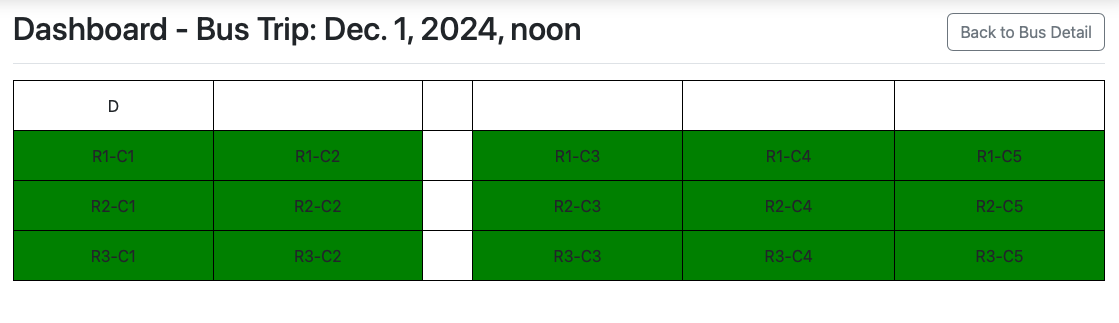 Dashboard - Bus Trip: Dec. 1, 2024, noon
Back to Bus Detail
D
R1-C1 R1-C2 R1-C3 R1-C4 R1-C5
R2-C1 R2-C2 R2-C3 R2-C4 R2-C5
R3-C1 R3-C2 R3-C3 R3-C4 R3-C5